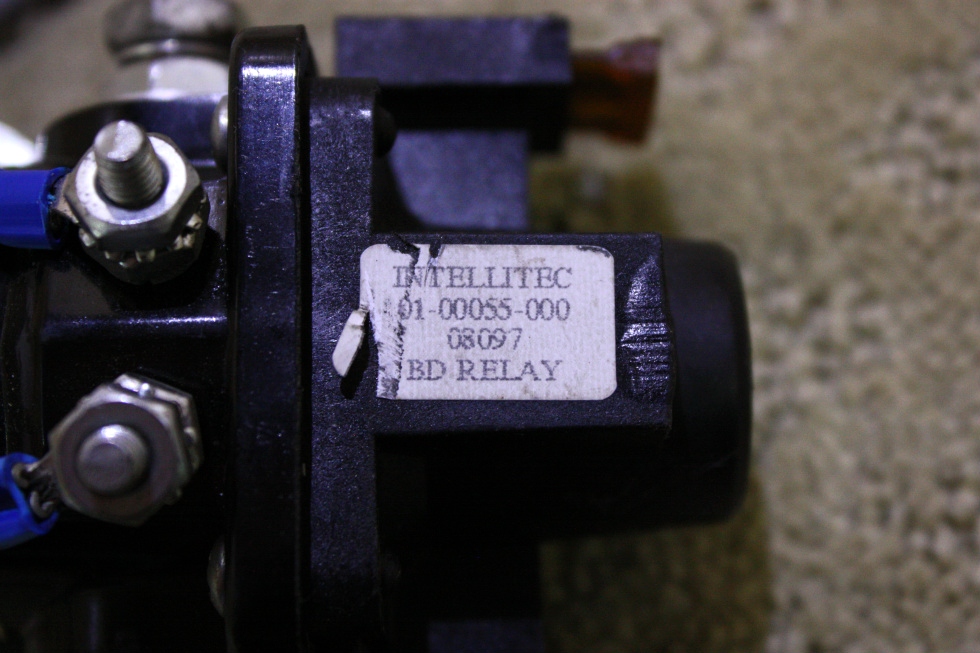 INTELLITEC
01-00055-000
08097
BD RELAY